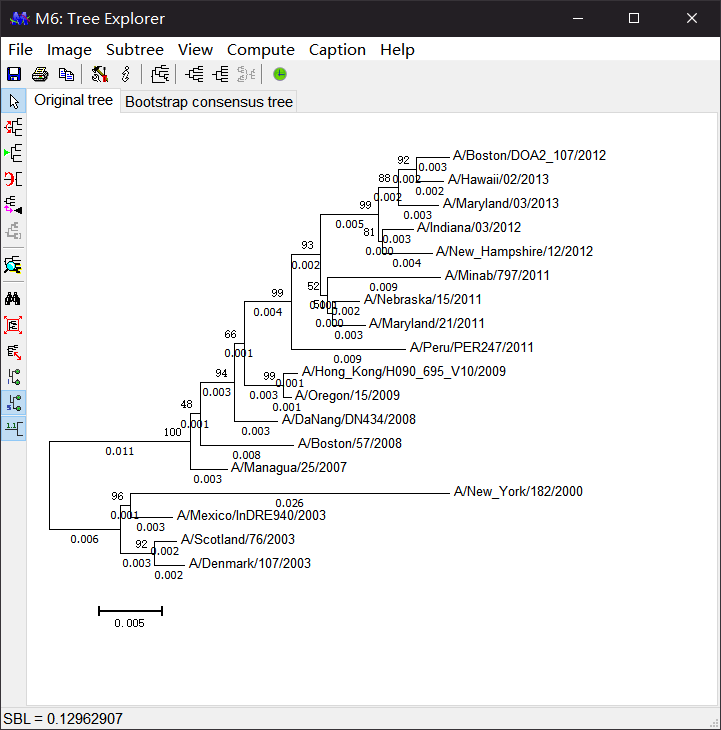 M6: Tree Explorer
File Image Subtree View Compute Caption Help
Original tree Bootstrap consensus tree
92 A/Boston/DOA2_107/2012
0.003
88 0.002 A/Hawaii/02/2013
0.002 0.002
99 A/Maryland/03/2013
0.003
0.005 A/Indiana/03/2012
81 0.003
93 0.000 A/New_Hampshire/12/2012
0.004
0.002 A/Minab/797/2011
52 0.009
99 A/Nebraska/15/2011
51 0.001 0.002
0.004 0.000 A/Maryland/21/2011
0.003
66 A/Peru/PER247/2011
0.001 0.009
A/Hong_Kong/H090_695_V10/2009
94 99 0.001
0.003 0.003 A/Oregon/15/2009
0.001
48 A/DaNang/DN434/2008
0.001 0.003
100 A/Boston/57/2008
0.011 0.008
A/Managua/25/2007
0.003
96 A/New_York/182/2000
0.026
0.001 A/Mexico/InDRE940/2003
0.003
0.006 92 A/Scotland/76/2003
0.002
0.003 A/Denmark/107/2003
0.002
0.005
SBL = 0.12962907